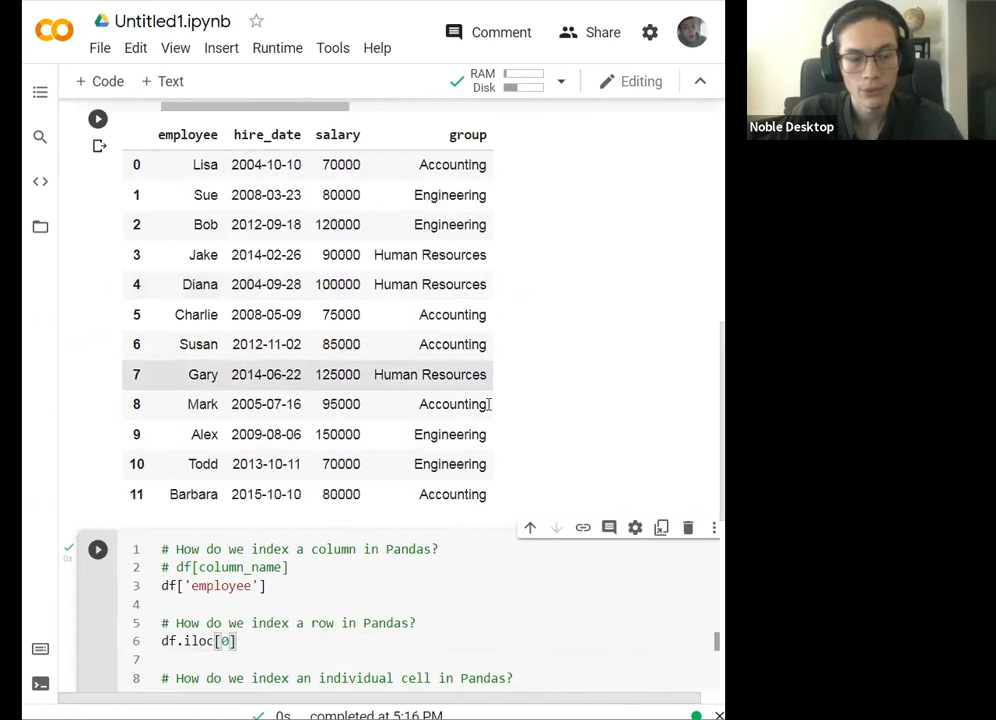 Untitled1.ipynb
File Edit View Insert Runtime Tools Help
Comment Share
+ Code + Text
RAM
Disk
Editing
Noble Desktop
employee hire_date salary group
0 Lisa 2004-10-10 70000 Accounting
1 Sue 2008-03-23 80000 Engineering
2 Bob 2012-09-18 120000 Engineering
3 Jake 2014-02-26 90000 Human Resources
4 Diana 2004-09-28 100000 Human Resources
5 Charlie 2008-05-09 75000 Accounting
6 Susan 2012-11-02 85000 Accounting
7 Gary 2014-06-22 125000 Human Resources
8 Mark 2005-07-16 95000 Accounting
9 Alex 2009-08-06 150000 Engineering
10 Todd 2013-10-11 70000 Engineering
11 Barbara 2015-10-10 80000 Accounting
0s
1 # How do we index a column in Pandas?
2 # df[column_name]
3 df['employee']
4
5 # How do we index a row in Pandas?
6 df.iloc[0]
7
8 # How do we index an individual cell in Pandas?
0s completed at 5:16 PM